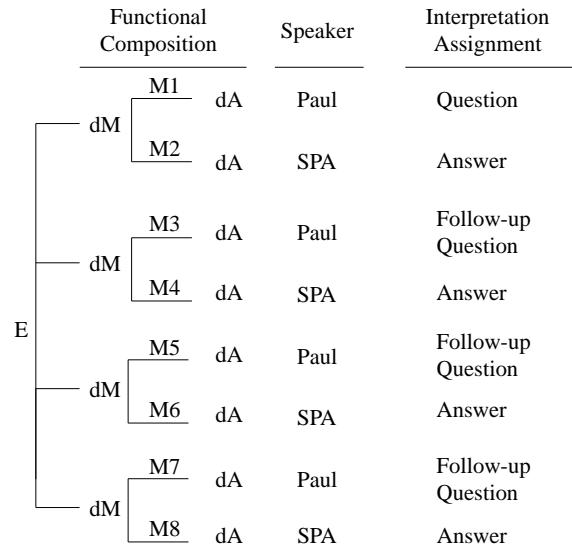 Functional
Composition
Speaker
Interpretation
Assignment
M1 dA Paul Question
dM
M2 dA SPA Answer
M3 dA Paul Follow-up
Question
dM
M4 dA SPA Answer
E
M5 dA Paul Follow-up
Question
dM
M6 dA SPA Answer
M7 dA Paul Follow-up
Question
dM
M8 dA SPA Answer